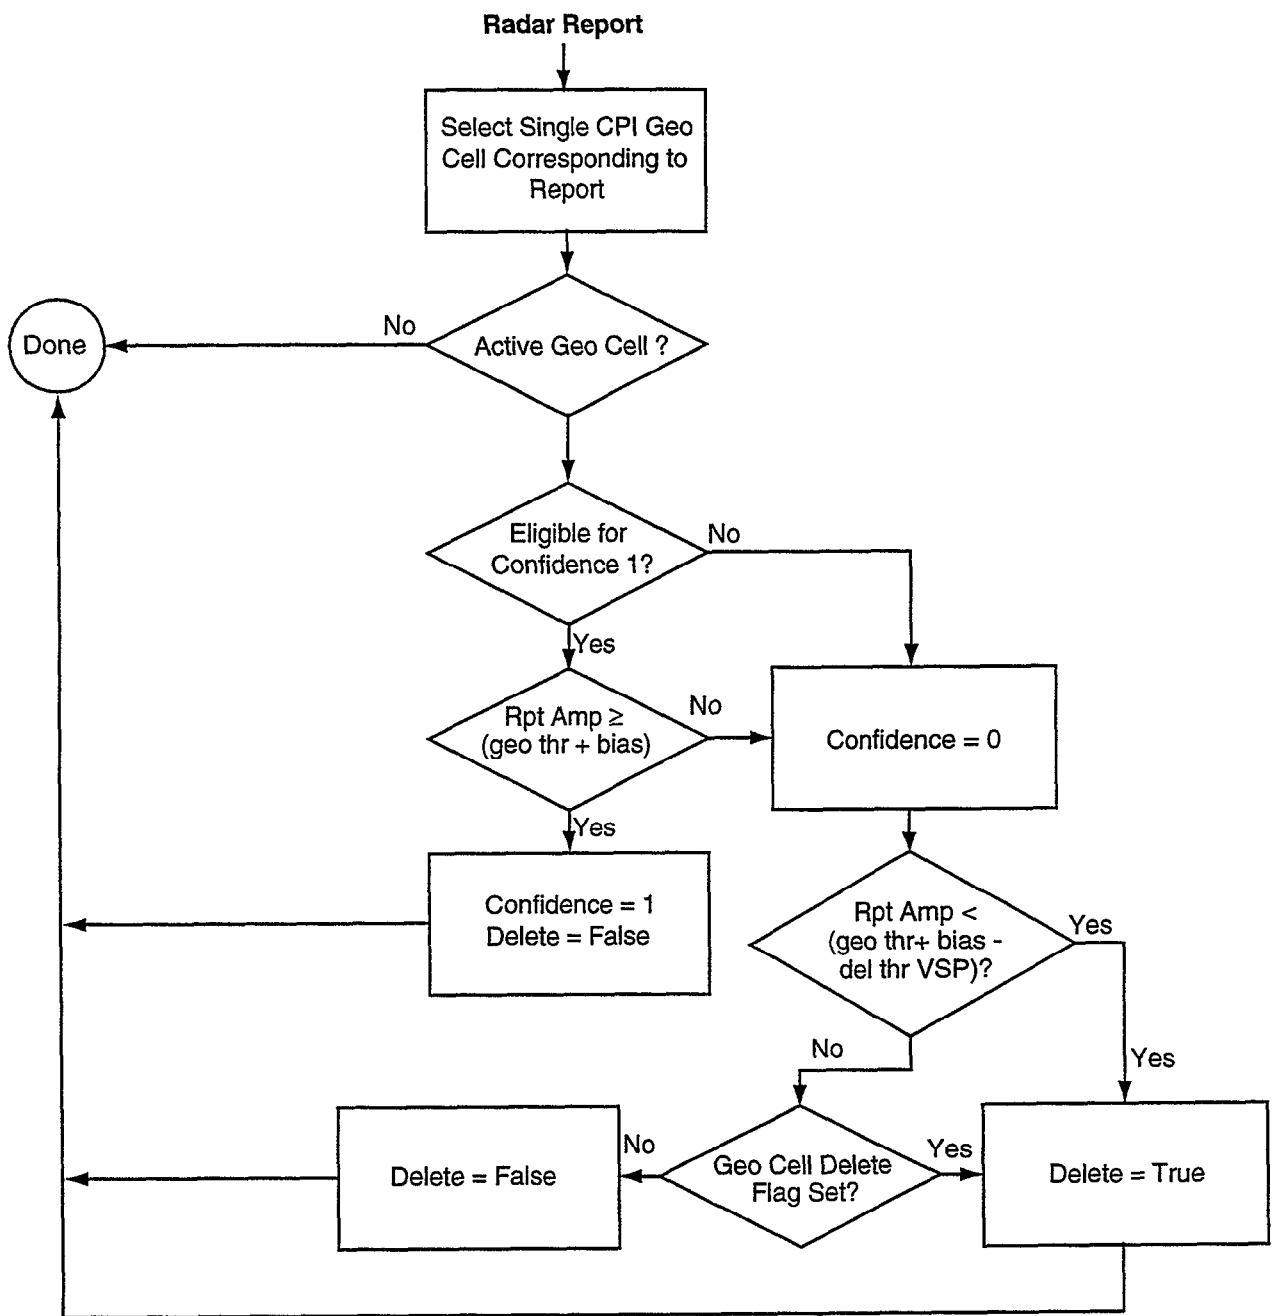 Radar Report
Select Single CPI Geo
Cell Corresponding to
Report
Done
No
Active Geo Cell ?
Eligible for
Confidence 1?
No
Yes
Rpt Amp ≥
(geo thr + bias)
No
Confidence = 0
Yes
Confidence = 1
Delete = False
Rpt Amp <
(geo thr+ bias -
del thr VSP)?
Yes
No
Yes
Delete = False
No
Geo Cell Delete
Flag Set?
Yes
Delete = True